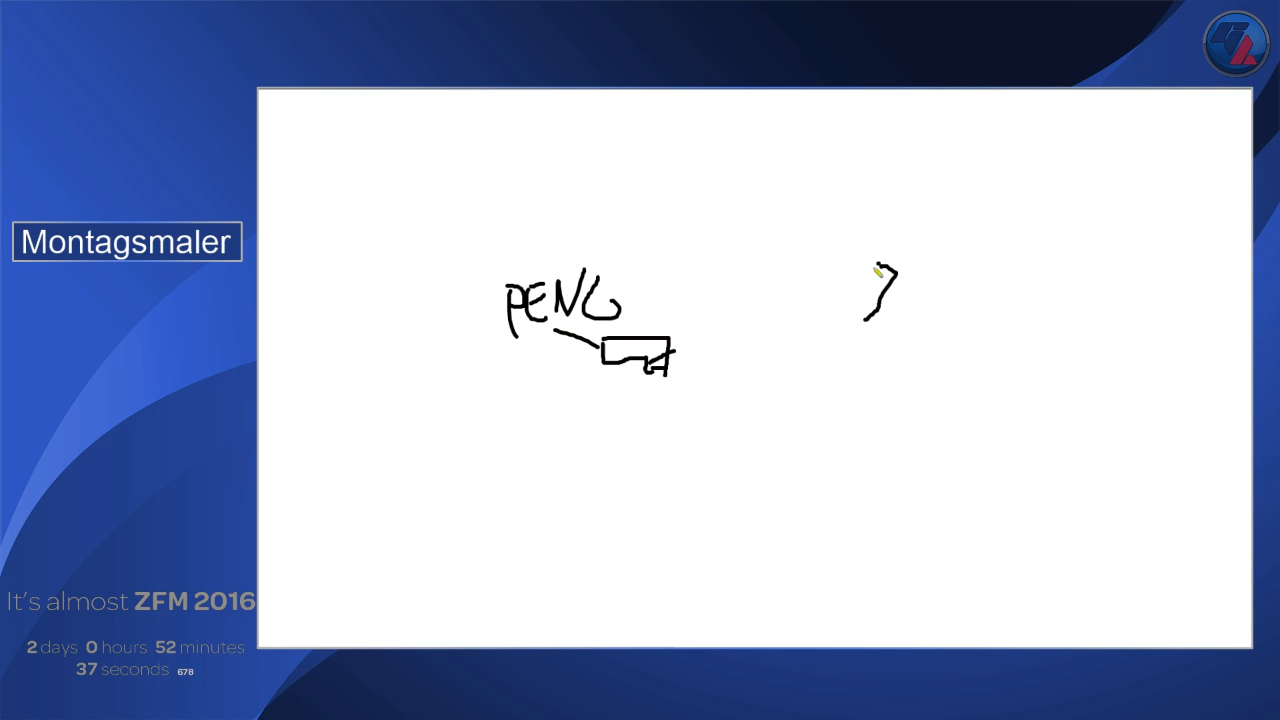 Montagsmaler
PENG
It's almost ZFM 2016
2 days 0 hours 52 minutes
37 seconds 678